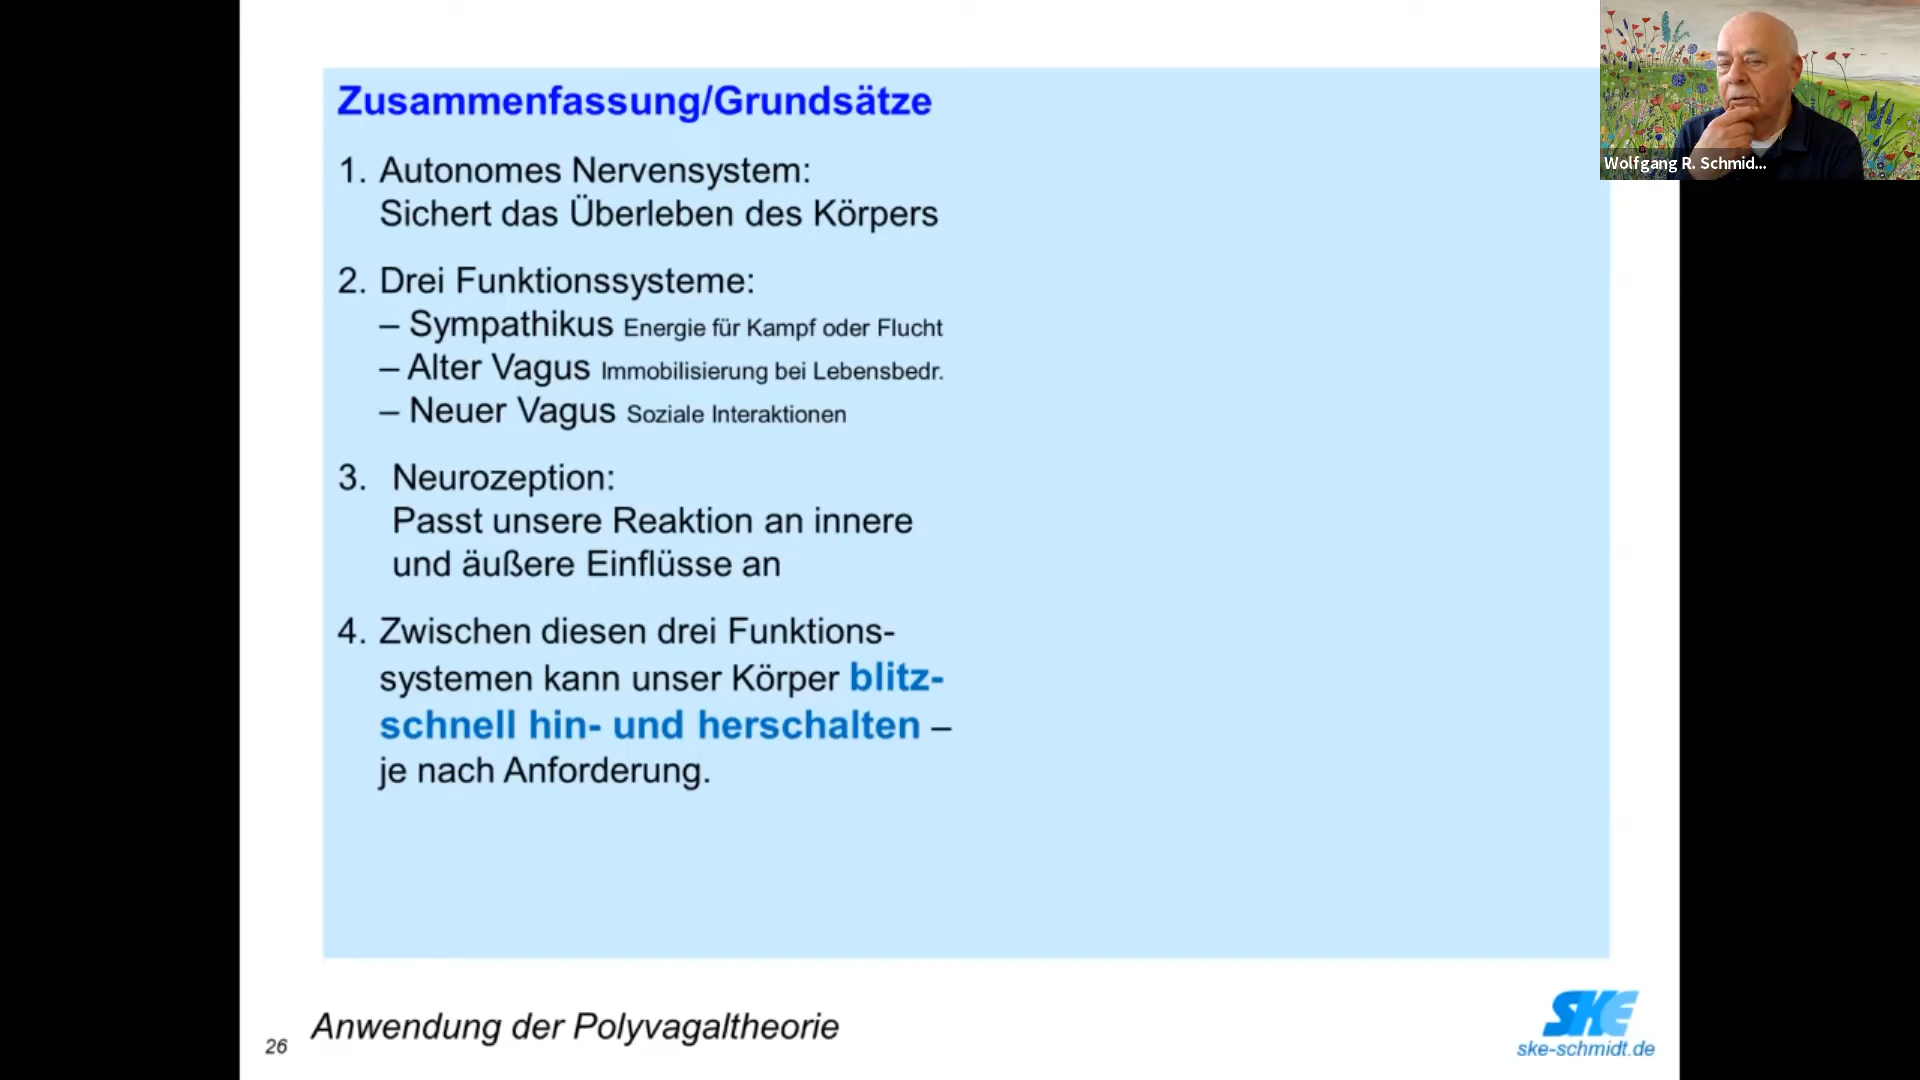 Zusammenfassung/Grundsätze
1. Autonomes Nervensystem:
Sichert das Überleben des Körpers
2. Drei Funktionssysteme:
– Sympathikus Energie für Kampf oder Flucht
– Alter Vagus Immobilisierung bei Lebensbedr.
– Neuer Vagus Soziale Interaktionen
3. Neurozeption:
Passt unsere Reaktion an innere
und äußere Einflüsse an
4. Zwischen diesen drei Funktions-
systemen kann unser Körper blitz-
schnell hin- und herschalten –
je nach Anforderung.
Wolfgang R. Schmid...
26
Anwendung der Polyvagaltheorie
SKE
ske-schmidt.de